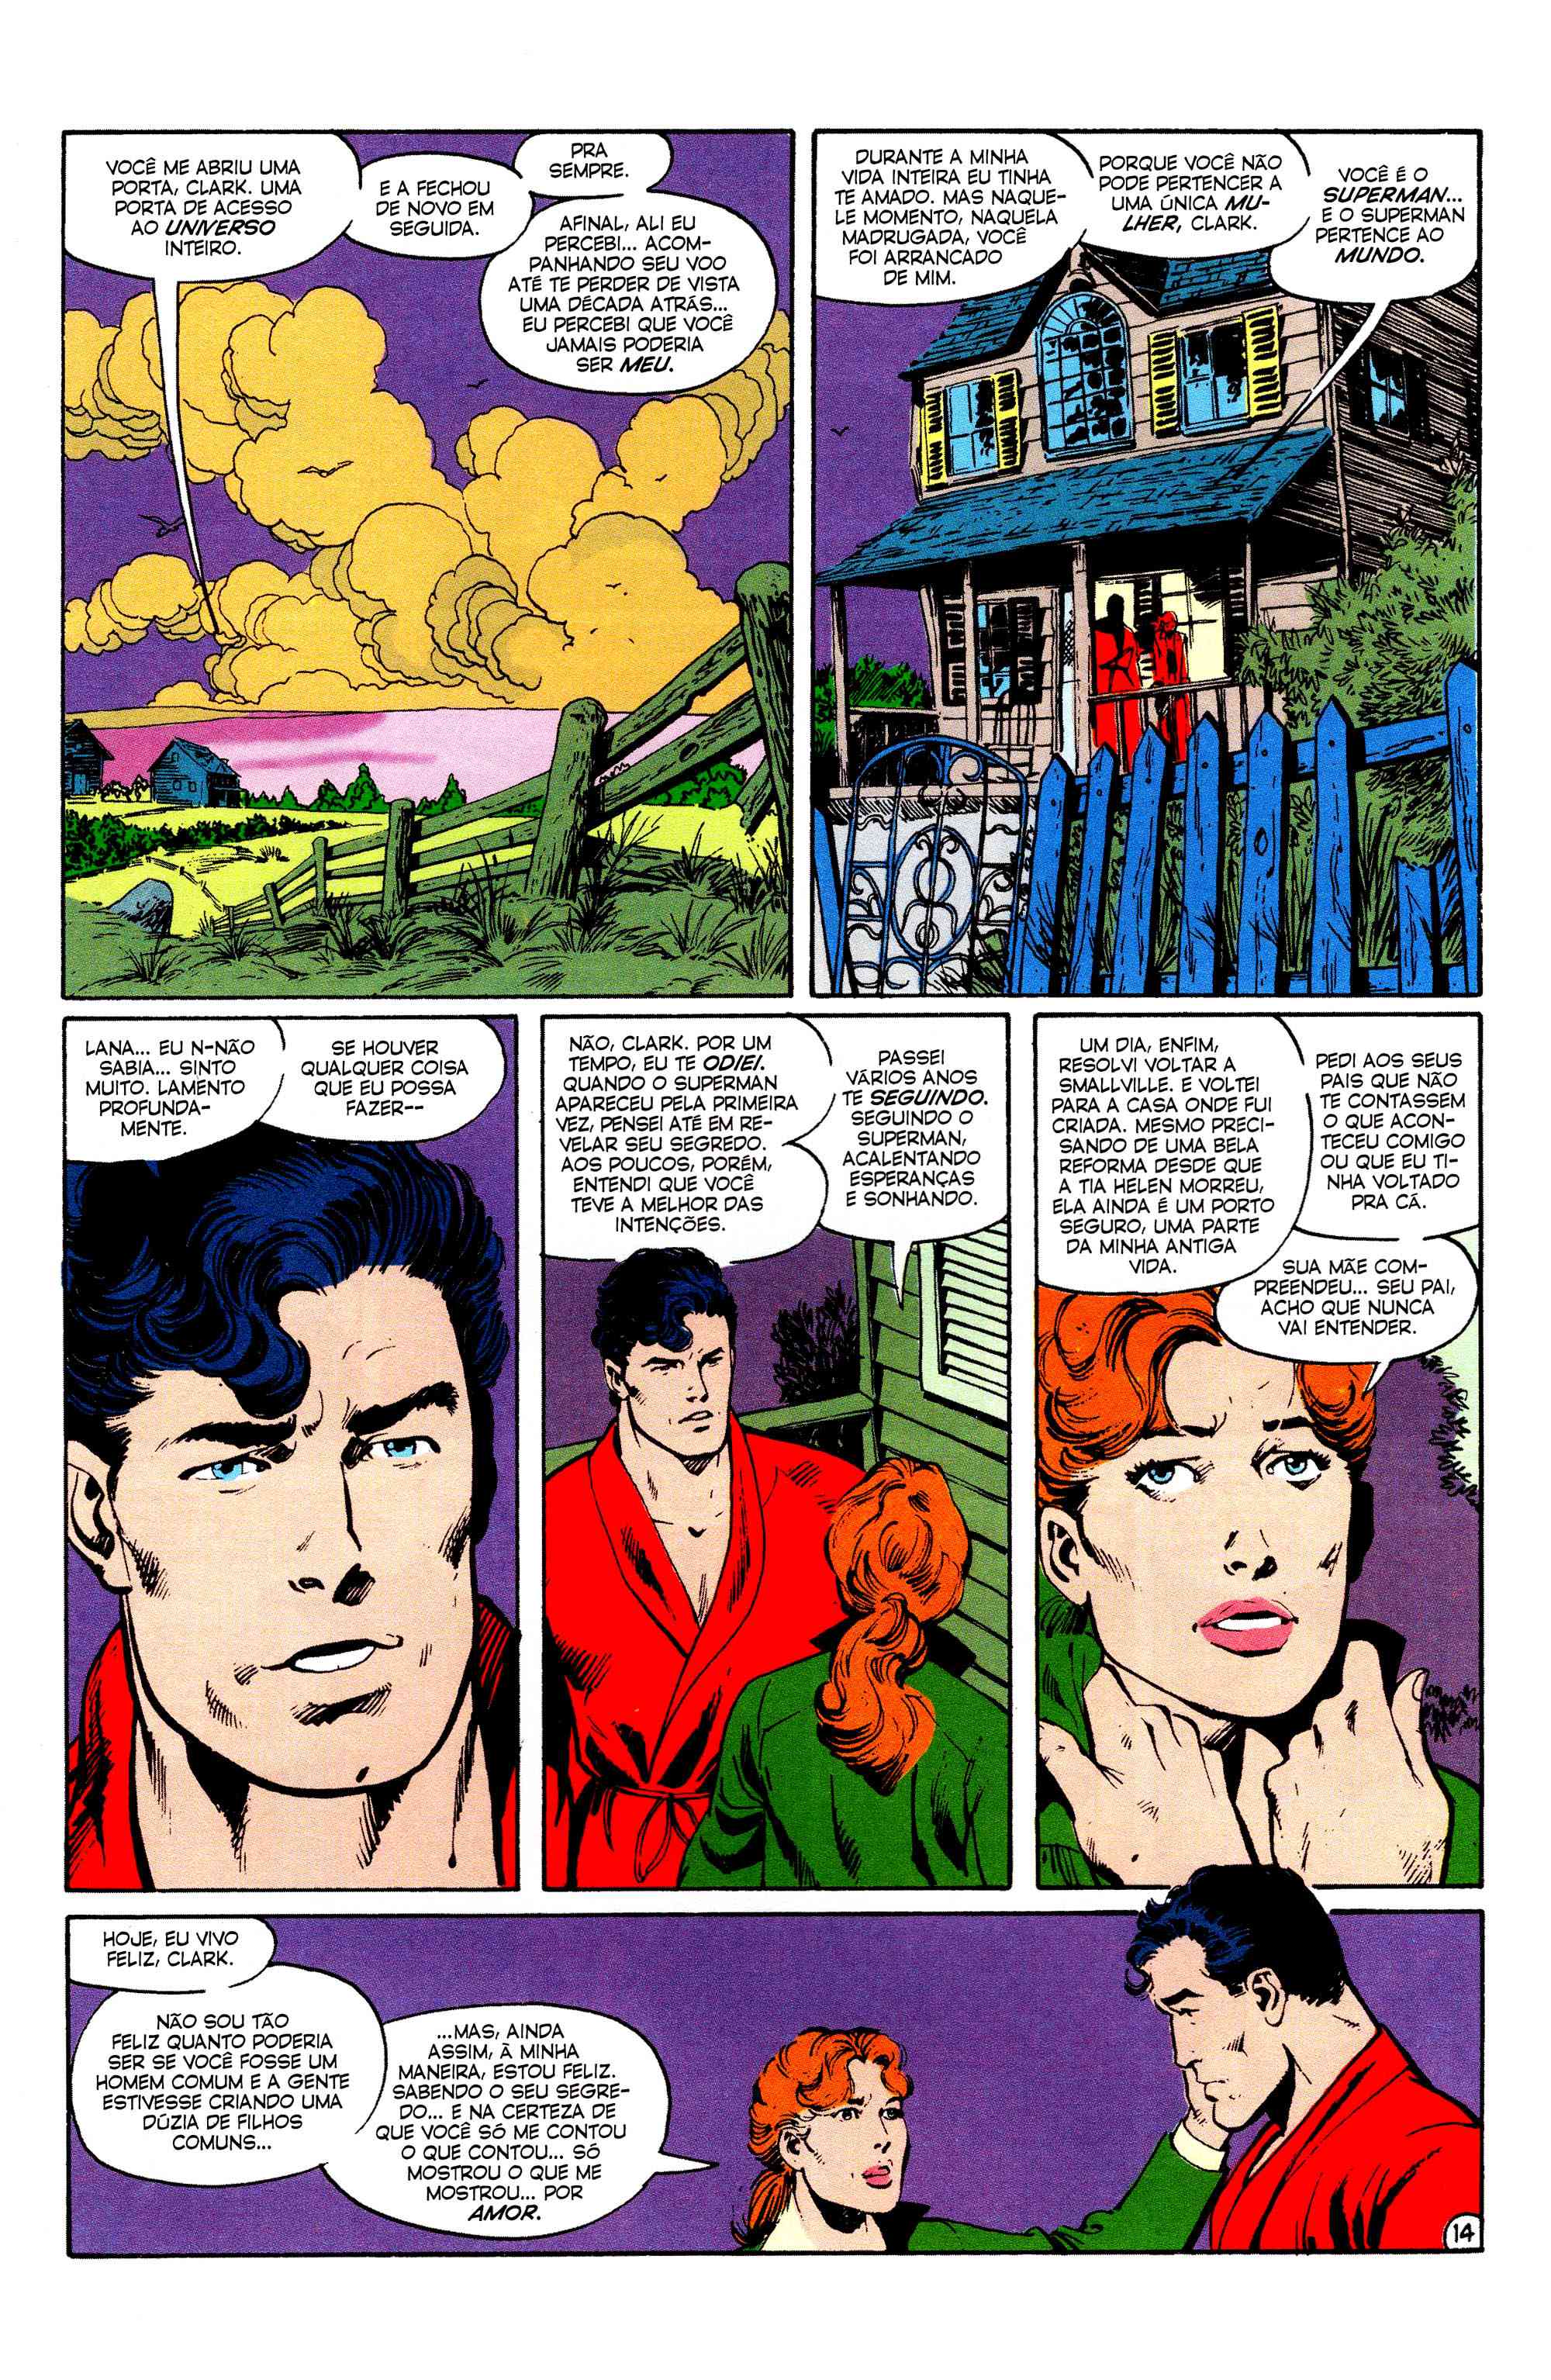 VOCÊ ME ABRIU UMA
PORTA, CLARK. UMA
PORTA DE ACESSO
AO UNIVERSO
INTEIRO.
E A FECHOU
DE NOVO EM
SEGUIDA.
PRA
SEMPRE.
AFINAL, ALI EU
PERCEBI... ACOM-
PANHANDO SEU VOO
ATÉ TE PERDER DE VISTA
UMA DÉCADA ATRÁS...
EU PERCEBI QUE VOCÊ
JAMAIS PODERIA
SER MEU.
DURANTE A MINHA
VIDA INTEIRA EU TINHA
TE AMADO. MAS NAQUE-
LE MOMENTO, NAQUELA
MADRUGADA, VOCÊ
FOI ARRANCADO
DE MIM.
PORQUE VOCÊ NÃO
PODE PERTENCER A
UMA ÚNICA MU-
LHER, CLARK.
VOCÊ É O
SUPERMAN...
E O SUPERMAN
PERTENCE AO
MUNDO.
LANA... EU N-NÃO
SABIA... SINTO
MUITO. LAMENTO
PROFUNDA-
MENTE.
SE HOUVER
QUALQUER COISA
QUE EU POSSA
FAZER--
NÃO, CLARK. POR UM
TEMPO, EU TE ODIEI.
QUANDO O SUPERMAN
APARECEU PELA PRIMEIRA
VEZ, PENSEI ATÉ EM RE-
VELAR SEU SEGREDO.
AOS POUCOS, PORÉM,
ENTENDI QUE VOCÊ
TEVE A MELHOR DAS
INTENÇÕES.
PASSEI
VÁRIOS ANOS
TE SEGUINDO.
SEGUINDO O
SUPERMAN,
ACALENTANDO
ESPERANÇAS
E SONHANDO.
UM DIA, ENFIM,
RESOLVI VOLTAR A
SMALLVILLE. E VOLTEI
PARA A CASA ONDE FUI
CRIADA. MESMO PRECI-
SANDO DE UMA BELA
REFORMA DESDE QUE
A TIA HELEN MORREU,
ELA AINDA É UM PORTO
SEGURO, UMA PARTE
DA MINHA ANTIGA
VIDA.
PEDI AOS SEUS
PAIS QUE NÃO
TE CONTASSEM
O QUE ACON-
TECEU COMIGO
OU QUE EU TI-
NHA VOLTADO
PRA CÁ.
SUA MÃE COM-
PREENDEU... SEU PAI,
ACHO QUE NUNCA
VAI ENTENDER.
HOJE, EU VIVO
FELIZ, CLARK.
NÃO SOU TÃO
FELIZ QUANTO PODERIA
SER SE VOCÊ FOSSE UM
HOMEM COMUM E A GENTE
ESTIVESSE CRIANDO UMA
DÚZIA DE FILHOS
COMUNS...
...MAS, AINDA
ASSIM, À MINHA
MANEIRA, ESTOU FELIZ.
SABENDO O SEU SEGRE-
DO... E NA CERTEZA DE
QUE VOCÊ SÓ ME CONTOU
O QUE CONTOU... SÓ
MOSTROU O QUE ME
MOSTROU... POR
AMOR.
14